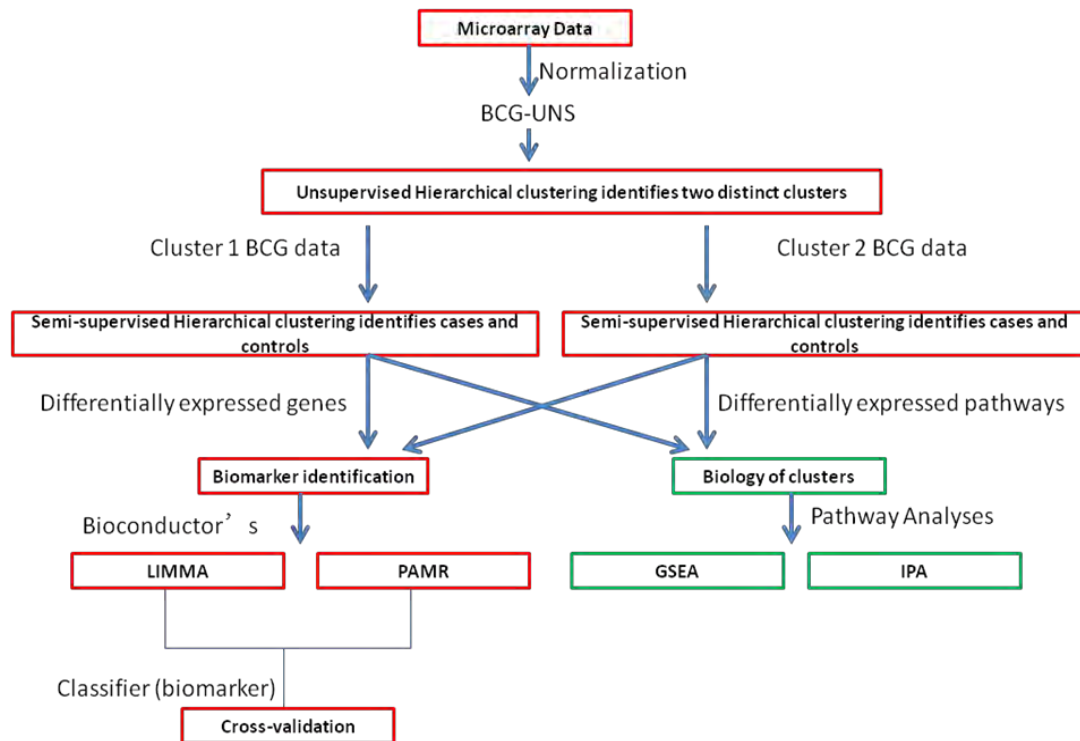 Microarray Data
Normalization
BCG-UNS
Unsupervised Hierarchical clustering identifies two distinct clusters
Cluster 1 BCG data
Cluster 2 BCG data
Semi-supervised Hierarchical clustering identifies cases and
controls
Semi-supervised Hierarchical clustering identifies cases and
controls
Differentially expressed genes
Differentially expressed pathways
Biomarker identification
Biology of clusters
Bioconductor’s
Pathway Analyses
LIMMA
PAMR
GSEA
IPA
Classifier (biomarker)
Cross-validation